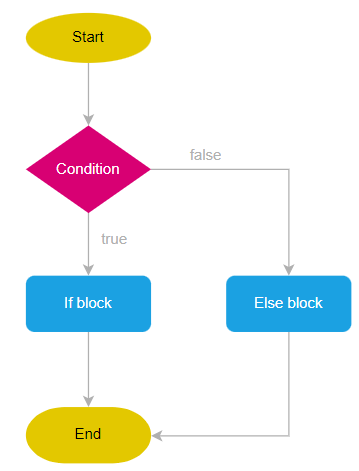 Start
Condition
false
true
If block
Else block
End